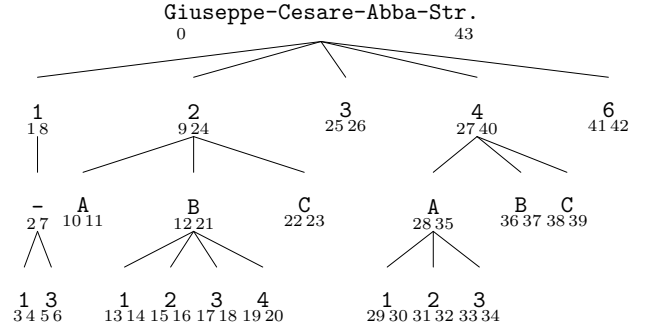 Giuseppe-Cesare-Abba-Str.
0 43
1 2 3 4 6
1 8 9 24 25 26 27 40 41 42
- A B C A B C
2 7 10 11 12 21 22 23 28 35 36 37 38 39
1 3 1 2 3 4 1 2 3
3 4 5 6 13 14 15 16 17 18 19 20 29 30 31 32 33 34